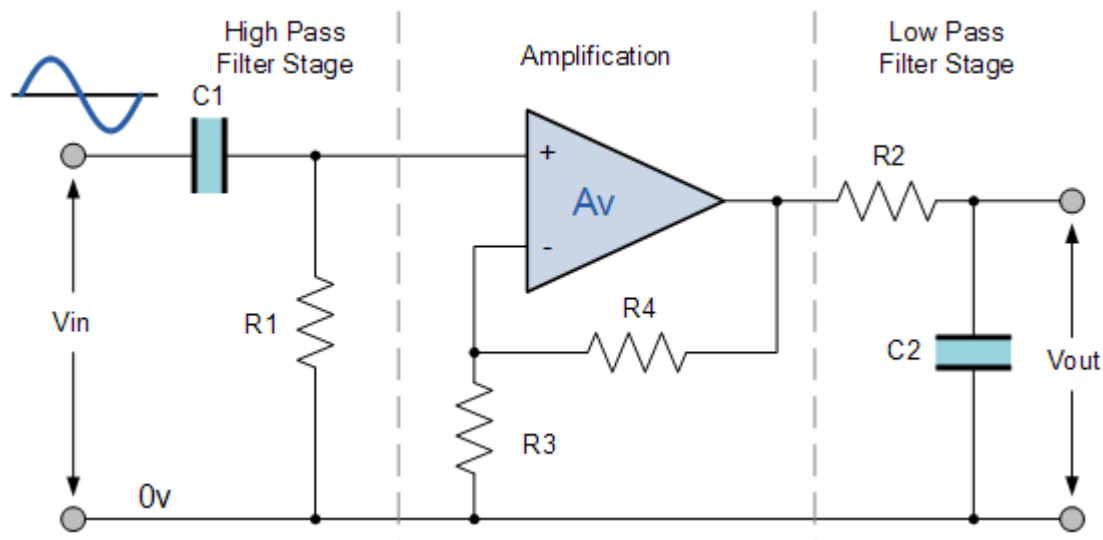 High Pass
Filter Stage
Amplification
Low Pass
Filter Stage
C1
+
Av
-
R2
Vin
R1
R4
C2
Vout
R3
0v